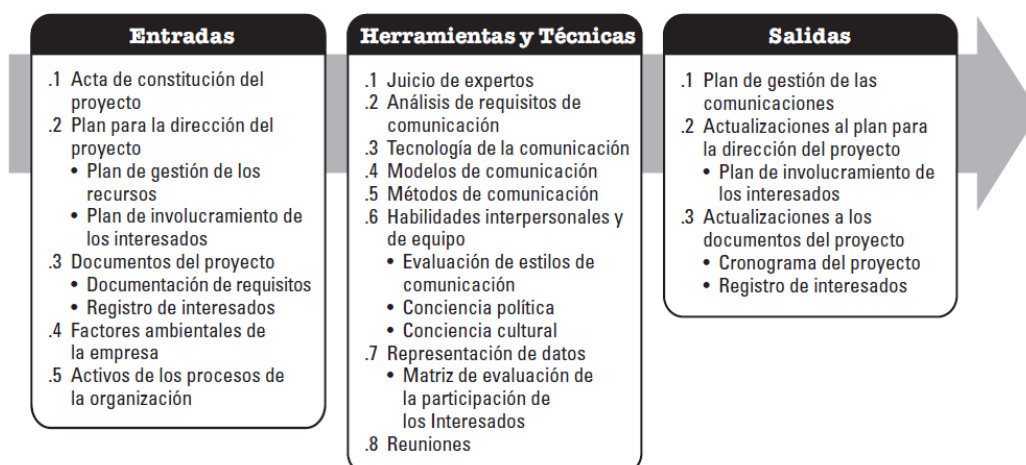 Entradas
.1 Acta de constitución del
proyecto
.2 Plan para la dirección del
proyecto
• Plan de gestión de los
recursos
• Plan de involucramiento de
los interesados
.3 Documentos del proyecto
• Documentación de requisitos
• Registro de interesados
.4 Factores ambientales de
la empresa
.5 Activos de los procesos de
la organización
Herramientas y Técnicas
.1 Juicio de expertos
.2 Análisis de requisitos de
comunicación
.3 Tecnología de la comunicación
.4 Modelos de comunicación
.5 Métodos de comunicación
.6 Habilidades interpersonales y
de equipo
• Evaluación de estilos de
comunicación
• Conciencia política
• Conciencia cultural
.7 Representación de datos
• Matriz de evaluación de
la participación de
los Interesados
.8 Reuniones
Salidas
.1 Plan de gestión de las
comunicaciones
.2 Actualizaciones al plan para
la dirección del proyecto
• Plan de involucramiento de
los interesados
.3 Actualizaciones a los
documentos del proyecto
• Cronograma del proyecto
• Registro de interesados